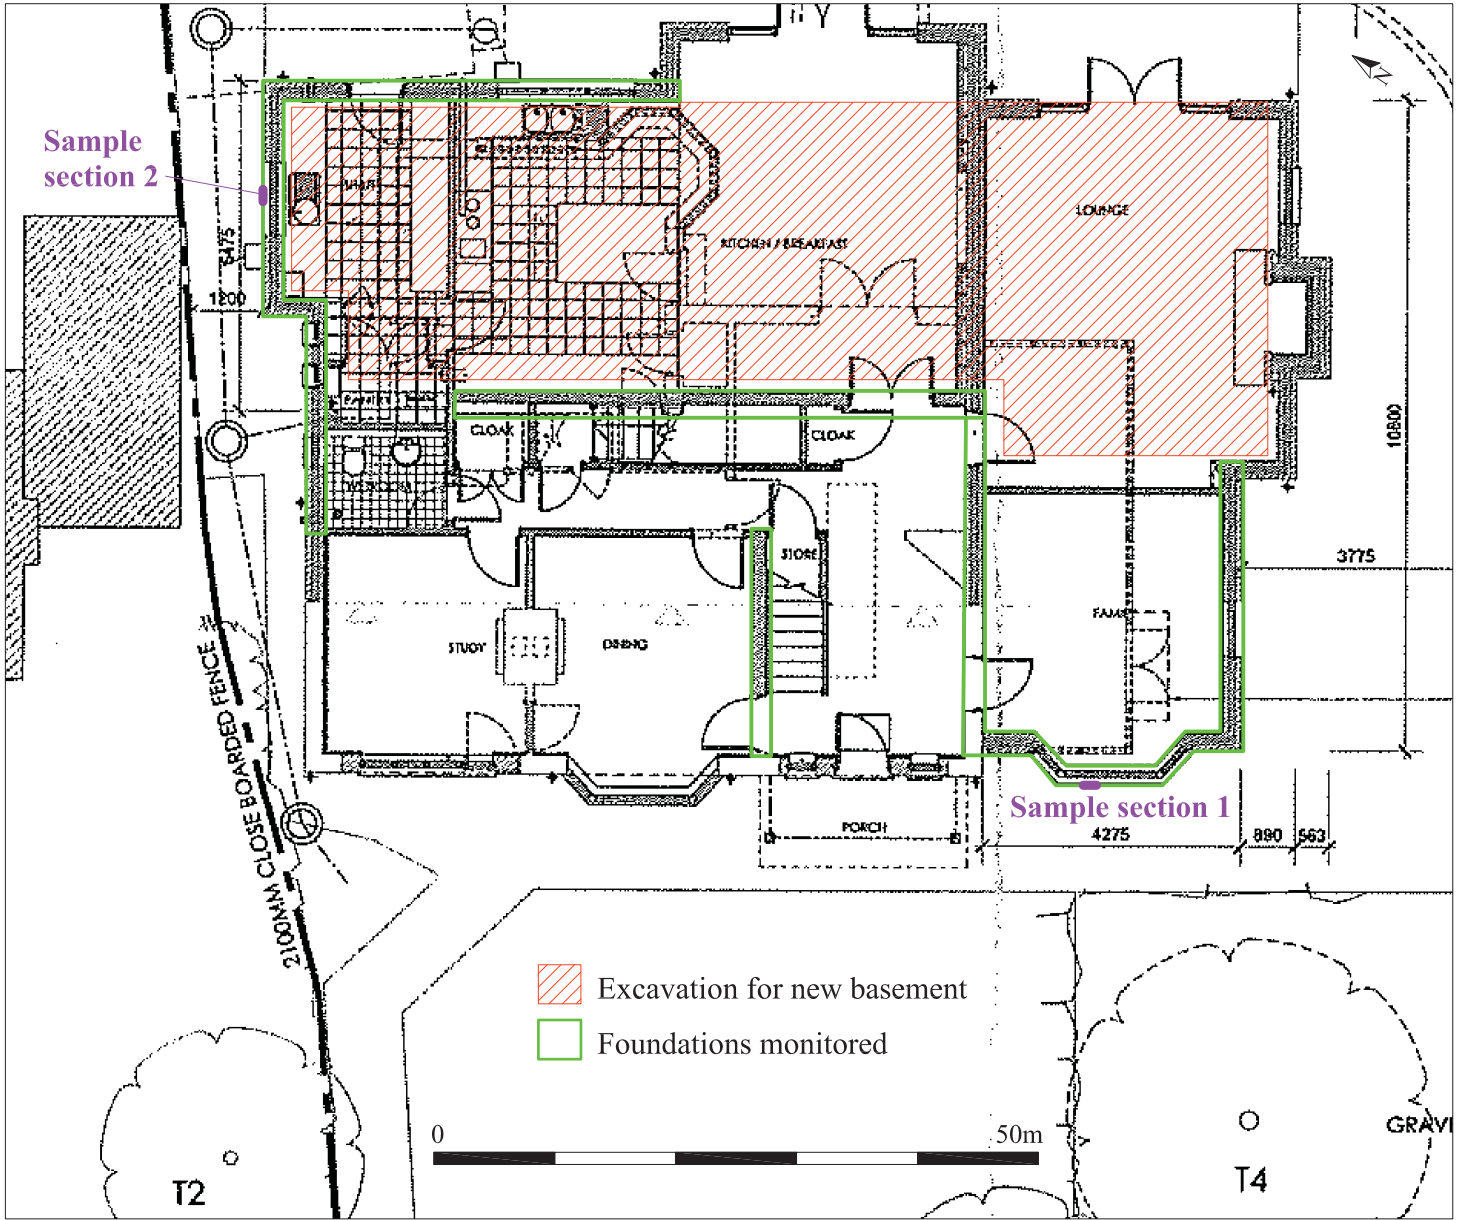 Y
N
Sample
section 2
LOUNGE
KITCHEN / BREAKFAST
1200
CLOAK
CLOAK
10800
STORE
3775
STUDY
DINING
2100MM CLOSE BOARDED FENCE
Sample section 1
PORCH
4275
890
563
Excavation for new basement
Foundations monitored
0
50m
GRAV
T2
T4